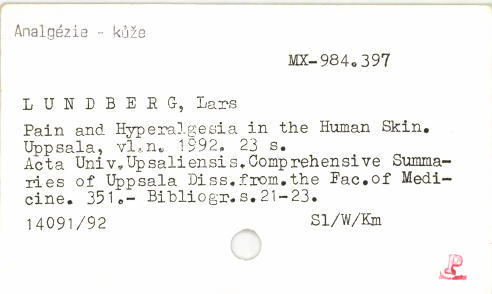 Analgézie - kůže
MX-984.397
L U N D B E R G, Lars
Pain and Hyperalgesia in the Human Skin.
Uppsala, vl.n. 1992. 23 s.
Acta Univ.Upsaliensis.Comprehensive Summa-
ries of Uppsala Diss.from.the Fac.of Medi-
cine. 351.- Bibliogr.s.21-23.
14091/92
Sl/W/Km